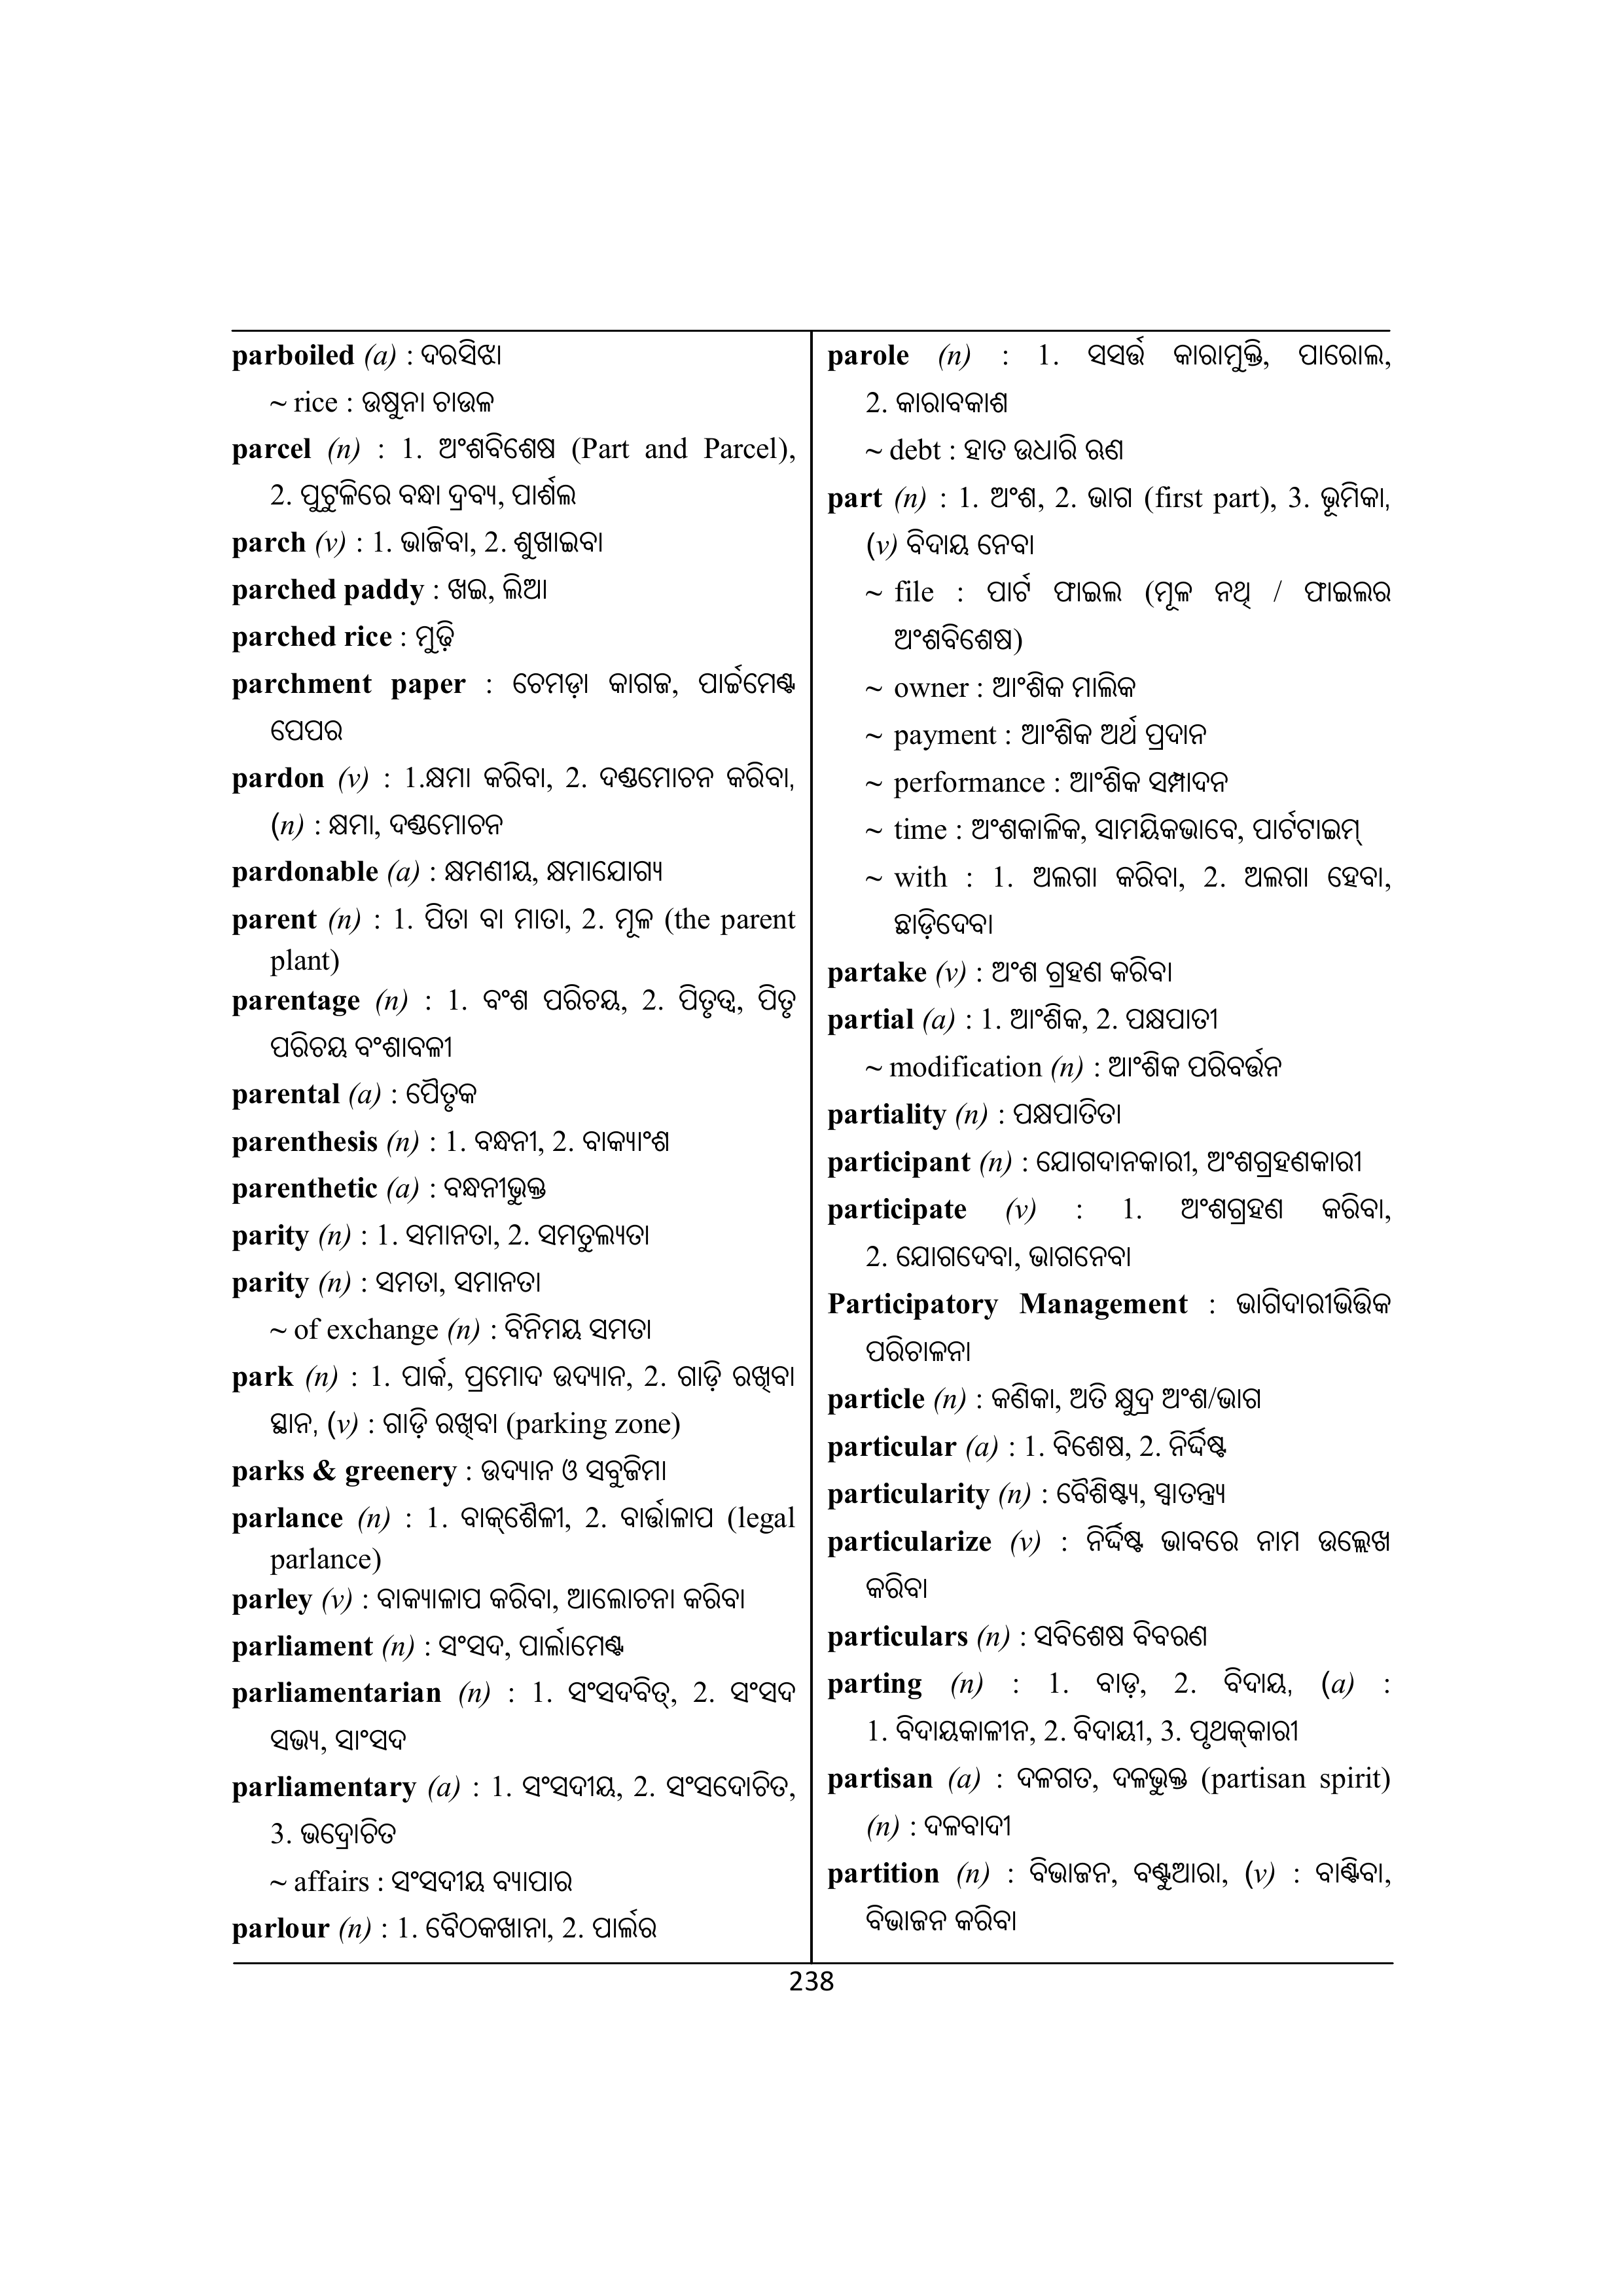 parboiled (a) : ଦରସିଝା
~ rice : ଉଷୁନା ଚାଉଳ
parcel (n) : 1. ଅଂଶବିଶେଷ (Part and Parcel),
2. ପୁଟୁଳିରେ ବନ୍ଧା ଦ୍ରବ୍ୟ, ପାର୍ଶଲ
parch (v) : 1. ଭାଜିବା, 2. ଶୁଖାଇବା
parched paddy : ଖଇ, ଲିଆ
parched rice : ମୁଢ଼ି
parchment paper : ଚେମଡ଼ା କାଗଜ, ପାର୍ଚ୍ଚମେଣ୍ଟ
ପେପର
pardon (v) : 1.କ୍ଷମା କରିବା, 2. ଦଣ୍ଡମୋଚନ କରିବା,
(n) : କ୍ଷମା, ଦଣ୍ଡମୋଚନ
pardonable (a) : କ୍ଷମଣୀୟ, କ୍ଷମାଯୋଗ୍ୟ
parent (n) : 1. ପିତା ବା ମାତା, 2. ମୂଳ (the parent
plant)
parentage (n) : 1. ବଂଶ ପରିଚୟ, 2. ପିତୃତ୍ୱ, ପିତୃ
ପରିଚୟ ବଂଶାବଳୀ
parental (a) : ପୈତୃକ
parenthesis (n) : 1. ବନ୍ଧନୀ, 2. ବାକ୍ୟାଂଶ
parenthetic (a) : ବନ୍ଧନୀଭୁକ୍ତ
parity (n) : 1. ସମାନତା, 2. ସମତୁଲ୍ୟତା
parity (n) : ସମତା, ସମାନତା
~ of exchange (n) : ବିନିମୟ ସମତା
park (n) : 1. ପାର୍କ, ପ୍ରମୋଦ ଉଦ୍ୟାନ, 2. ଗାଡ଼ି ରଖିବା
ସ୍ଥାନ, (v) : ଗାଡ଼ି ରଖିବା (parking zone)
parks & greenery : ଉଦ୍ୟାନ ଓ ସବୁଜିମା
parlance (n) : 1. ବାକ୍‌ଶୈଳୀ, 2. ବାର୍ତ୍ତାଳାପ (legal
parlance)
parley (v) : ବାକ୍ୟାଳାପ କରିବା, ଆଲୋଚନା କରିବା
parliament (n) : ସଂସଦ, ପାର୍ଲାମେଣ୍ଟ
parliamentarian (n) : 1. ସଂସଦବିତ୍, 2. ସଂସଦ
ସଭ୍ୟ, ସାଂସଦ
parliamentary (a) : 1. ସଂସଦୀୟ, 2. ସଂସଦୋଚିତ,
3. ଭଦ୍ରୋଚିତ
~ affairs : ସଂସଦୀୟ ବ୍ୟାପାର
parlour (n) : 1. ବୈଠକଖାନା, 2. ପାର୍ଲର
parole (n) : 1. ସସର୍ତ୍ତ କାରାମୁକ୍ତି, ପାରୋଲ,
2. କାରାବକାଶ
~ debt : ହାତ ଉଧାରି ଋଣ
part (n) : 1. ଅଂଶ, 2. ଭାଗ (first part), 3. ଭୂମିକା,
(v) ବିଦାୟ ନେବା
~ file : ପାର୍ଟ ଫାଇଲ (ମୂଳ ନଥି / ଫାଇଲର
ଅଂଶବିଶେଷ)
~ owner : ଆଂଶିକ ମାଲିକ
~ payment : ଆଂଶିକ ଅର୍ଥ ପ୍ରଦାନ
~ performance : ଆଂଶିକ ସମ୍ପାଦନ
~ time : ଅଂଶକାଳିକ, ସାମୟିକଭାବେ, ପାର୍ଟଟାଇମ୍
~ with : 1. ଅଲଗା କରିବା, 2. ଅଲଗା ହେବା,
ଛାଡ଼ିଦେବା
partake (v) : ଅଂଶ ଗ୍ରହଣ କରିବା
partial (a) : 1. ଆଂଶିକ, 2. ପକ୍ଷପାତୀ
~ modification (n) : ଆଂଶିକ ପରିବର୍ତ୍ତନ
partiality (n) : ପକ୍ଷପାତିତା
participant (n) : ଯୋଗଦାନକାରୀ, ଅଂଶଗ୍ରହଣକାରୀ
participate (v) : 1. ଅଂଶଗ୍ରହଣ କରିବା,
2. ଯୋଗଦେବା, ଭାଗନେବା
Participatory Management : ଭାଗିଦାରୀଭିତ୍ତିକ
ପରିଚାଳନା
particle (n) : କଣିକା, ଅତି କ୍ଷୁଦ୍ର ଅଂଶ/ଭାଗ
particular (a) : 1. ବିଶେଷ, 2. ନିର୍ଦ୍ଦିଷ୍ଟ
particularity (n) : ବୈଶିଷ୍ଟ୍ୟ, ସ୍ୱାତନ୍ତ୍ର୍ୟ
particularize (v) : ନିର୍ଦ୍ଦିଷ୍ଟ ଭାବରେ ନାମ ଉଲ୍ଲେଖ
କରିବା
particulars (n) : ସବିଶେଷ ବିବରଣ
parting (n) : 1. ବାଡ଼, 2. ବିଦାୟ, (a) :
1. ବିଦାୟକାଳୀନ, 2. ବିଦାୟୀ, 3. ପୃଥକ୍‌କାରୀ
partisan (a) : ଦଳଗତ, ଦଳଭୁକ୍ତ (partisan spirit)
(n) : ଦଳବାଦୀ
partition (n) : ବିଭାଜନ, ବଣ୍ଟୁଆରା, (v) : ବାଣ୍ଟିବା,
ବିଭାଜନ କରିବା
238